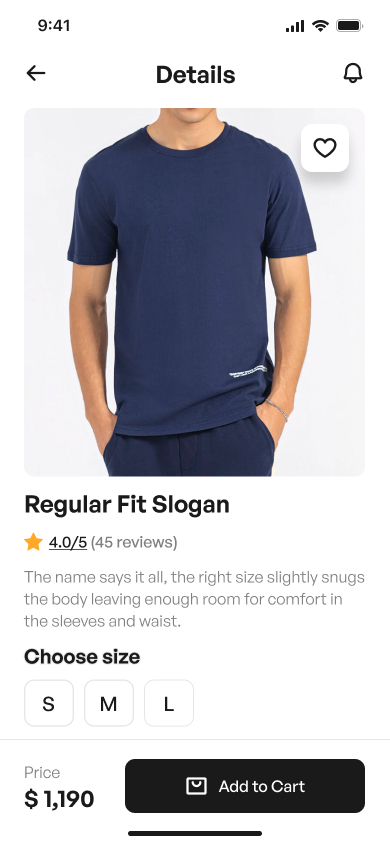 9:41
Details
Regular Fit Slogan
4.0/5 (45 reviews)
The name says it all, the right size slightly snugs
the body leaving enough room for comfort in
the sleeves and waist.
Choose size
S M L
Price
$ 1,190
Add to Cart